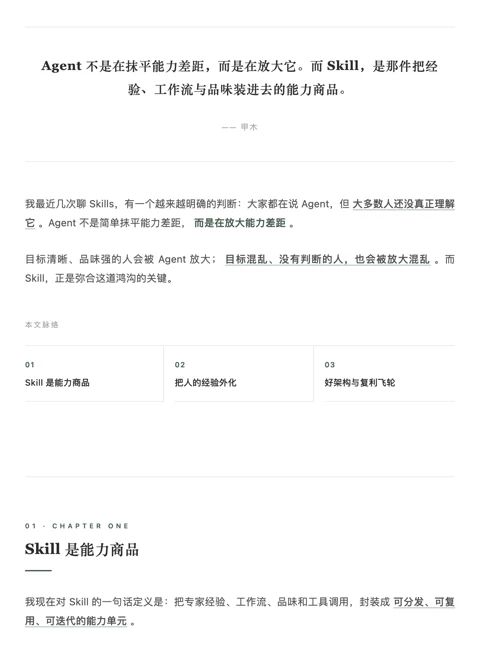 Agent 不是在抹平能力差距，而是在放大它。而 Skill，是那件把经
验、工作流与品味装进去的能力商品。
—— 甲木
我最近几次聊 Skills，有一个越来越明确的判断：大家都在说 Agent，但 大多数人还没真正理解
它 。Agent 不是简单抹平能力差距， 而是在放大能力差距 。
目标清晰、品味强的人会被 Agent 放大； 目标混乱、没有判断的人，也会被放大混乱 。而
Skill，正是弥合这道鸿沟的关键。
本文脉络
01
Skill 是能力商品
02
把人的经验外化
03
好架构与复利飞轮
01 · CHAPTER ONE
Skill 是能力商品
我现在对 Skill 的一句话定义是：把专家经验、工作流、品味和工具调用，封装成 可分发、可复
用、可迭代的能力单元 。